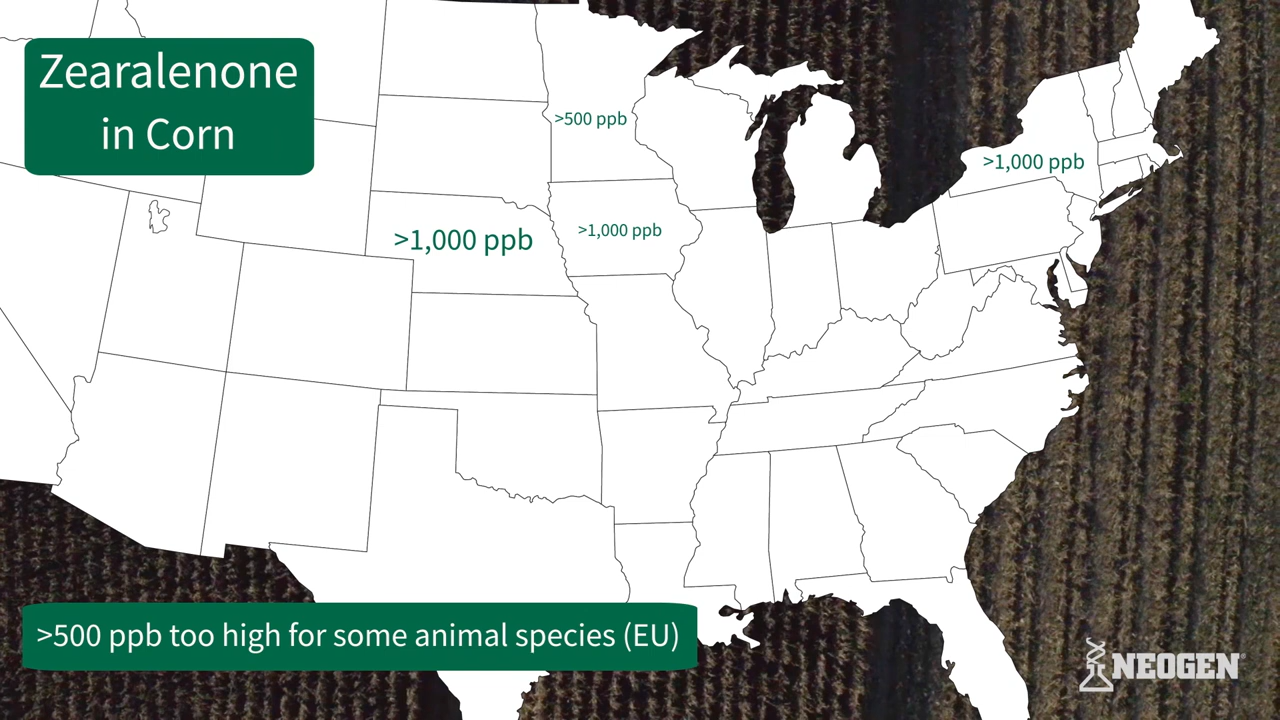 Zearalenone
in Corn
>500 ppb
>1,000 ppb
>1,000 ppb
>1,000 ppb
>500 ppb too high for some animal species (EU)
NEOGEN®